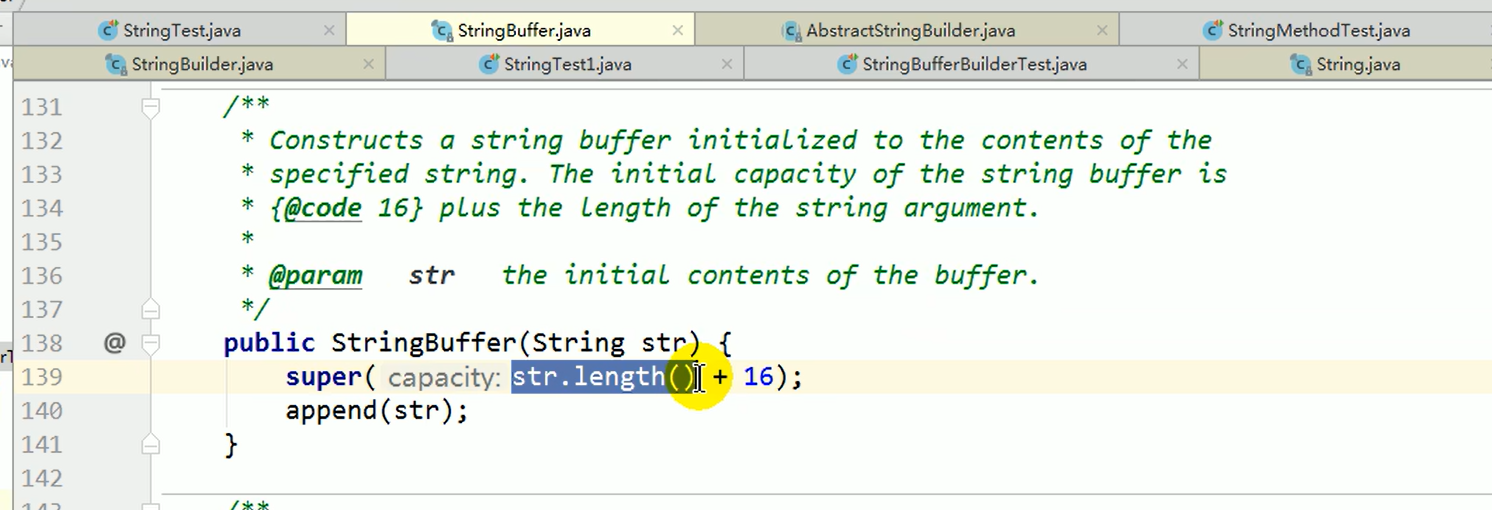 StringTest.java StringBuffer.java AbstractStringBuilder.java StringMethodTest.java
StringBuilder.java StringTest1.java StringBufferBuilderTest.java String.java
131 /**
132 * Constructs a string buffer initialized to the contents of the
133 * specified string. The initial capacity of the string buffer is
134 * {@code 16} plus the length of the string argument.
135 *
136 * @param str the initial contents of the buffer.
137 */
138 @ public StringBuffer(String str) {
139 super( capacity: str.length() + 16);
140 append(str);
141 }
142
143 /**